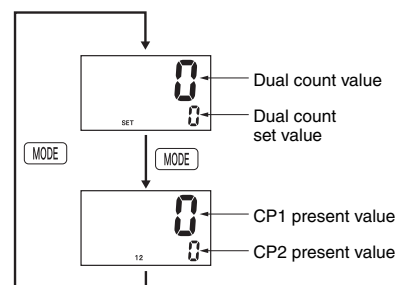 0
Dual count value
0
Dual count
set value
SET
MODE
MODE
0
CP1 present value
0
CP2 present value
12